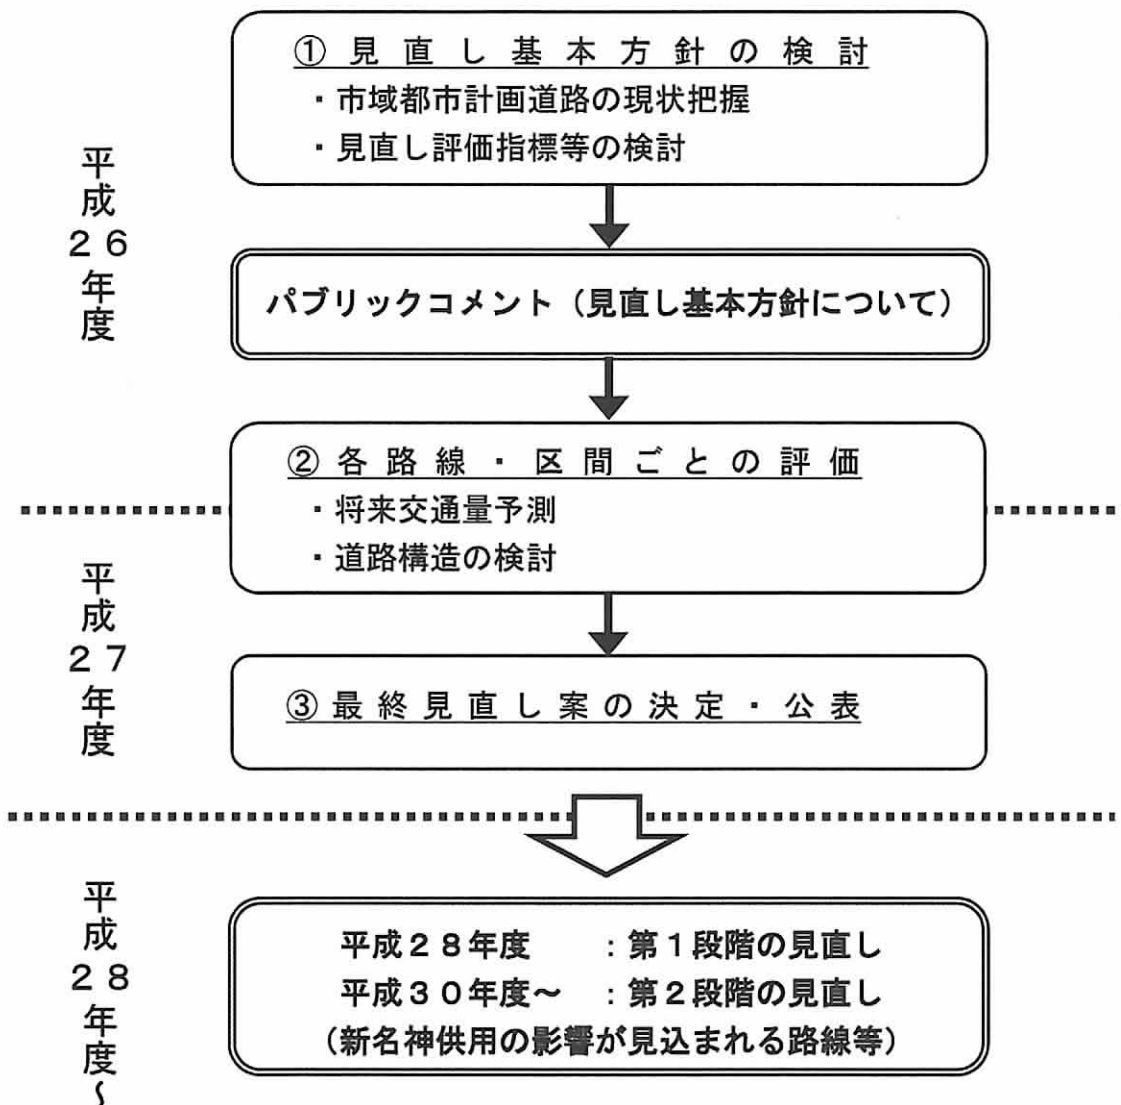 平成26年度
①見直し基本方針の検討
・市域都市計画道路の現状把握
・見直し評価指標等の検討
パブリックコメント（見直し基本方針について）
②各路線・区間ごとの評価
・将来交通量予測
・道路構造の検討
平成27年度
③最終見直し案の決定・公表
平成28年度～
平成２８年度　　：第１段階の見直し
平成３０年度～　：第２段階の見直し
（新名神供用の影響が見込まれる路線等）